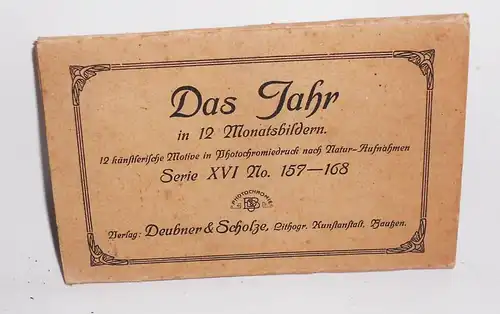 Das Jahr
in 12 Monatsbildern.
12 künstlerische Motive in Photochromiedruck nach Natur-Aufnahmen
Serie XVI No. 157—168
PHOTOCHROMIE
Verlag: Deubner & Scholze, Lithogr. Kunstanstalt, Bautzen.